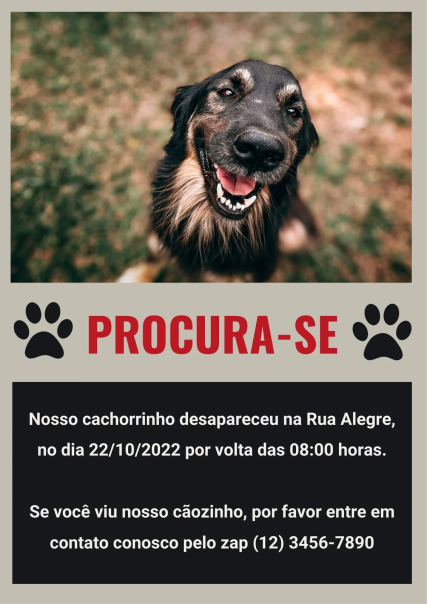 PROCURA-SE
Nosso cachorrinho desapareceu na Rua Alegre,
no dia 22/10/2022 por volta das 08:00 horas.
Se você viu nosso cãozinho, por favor entre em
contato conosco pelo zap (12) 3456-7890